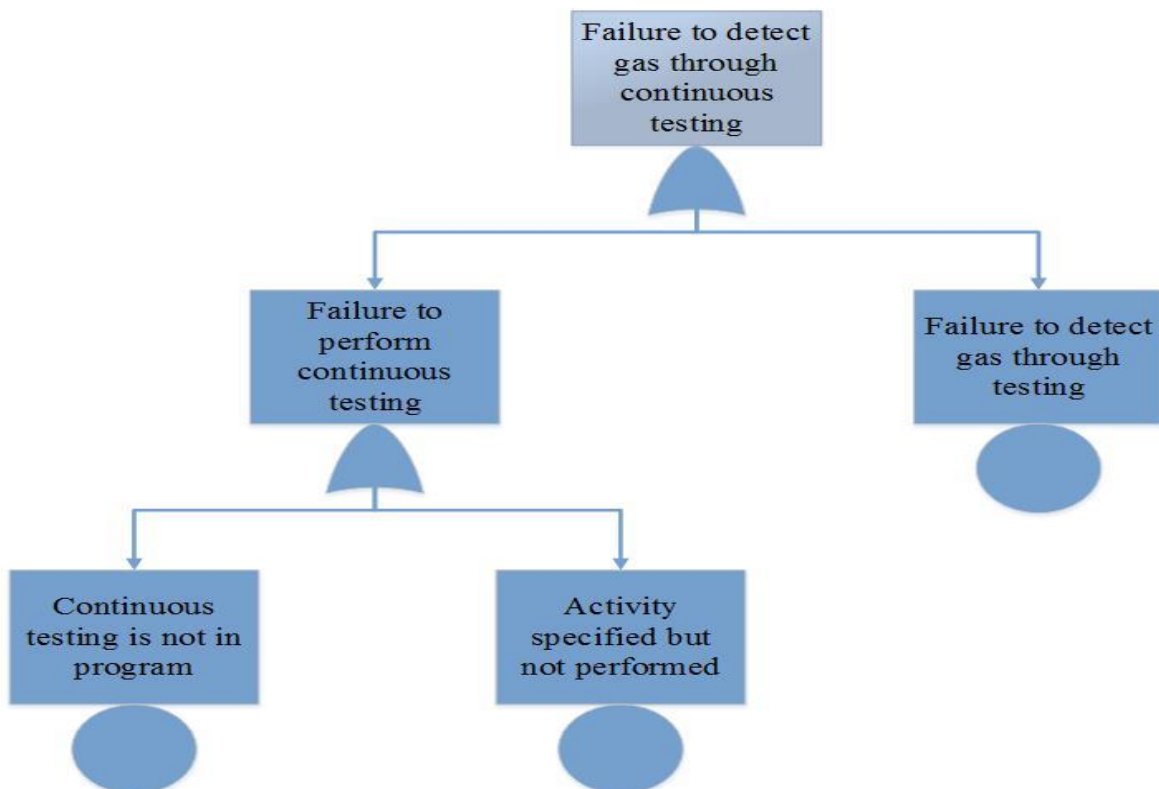 Failure to detect
gas through
continuous
testing
Failure to
perform
continuous
testing
Failure to detect
gas through
testing
Continuous
testing is not in
program
Activity
specified but
not performed